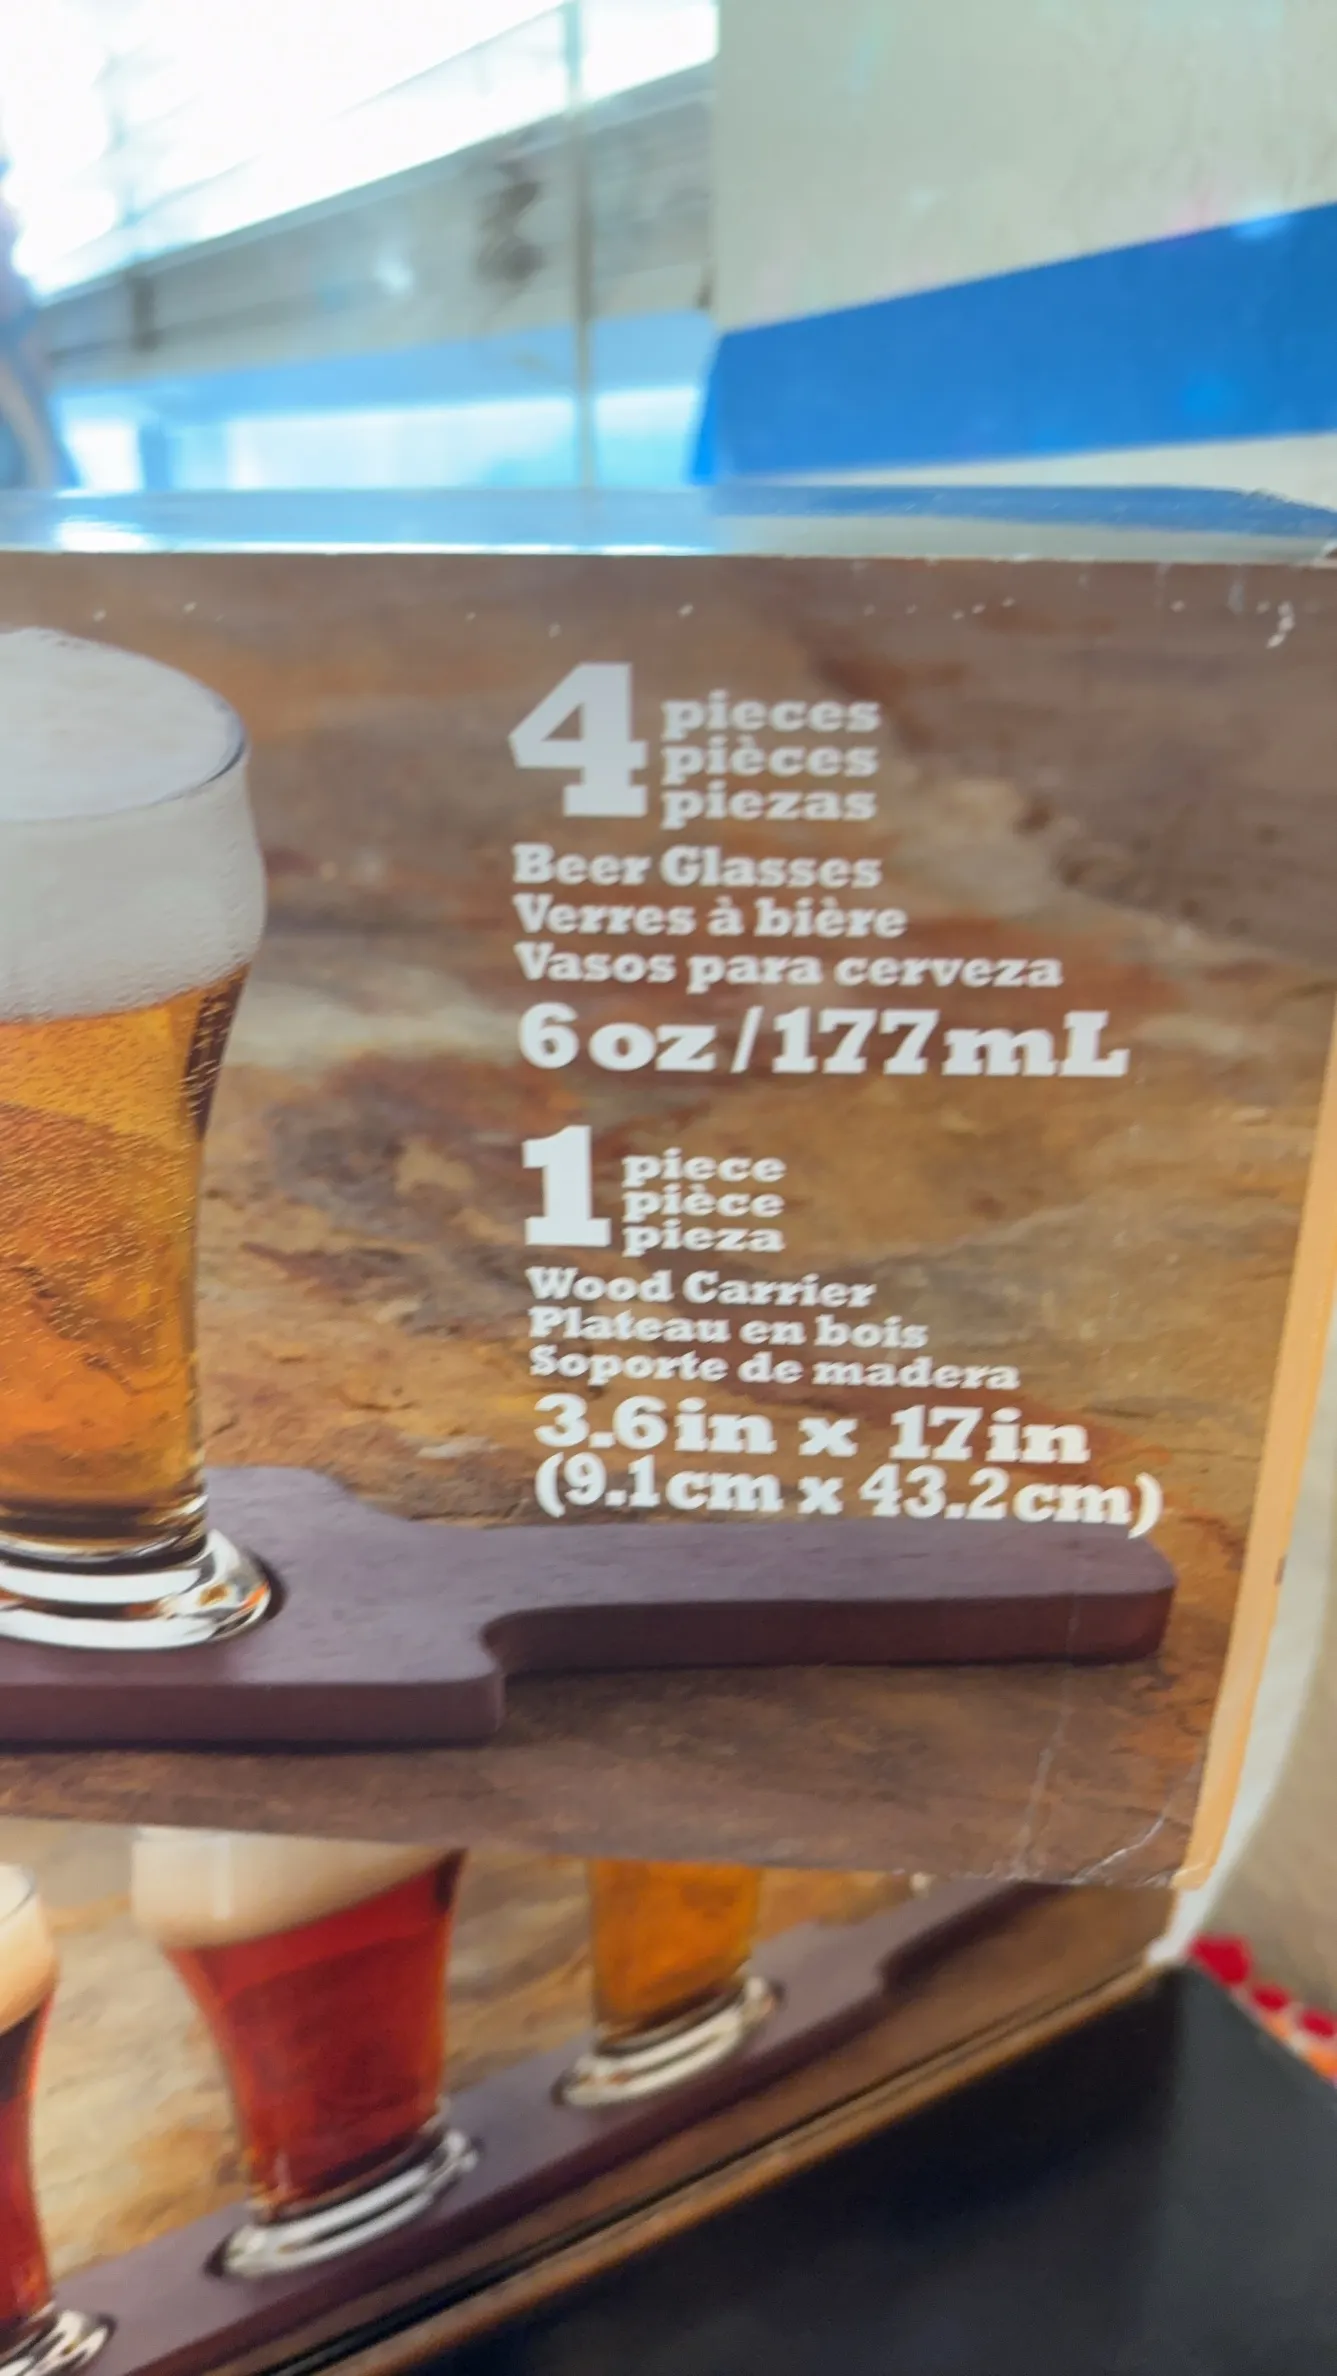 4 pieces
pièces
piezas
Beer Glasses
Verres à bière
Vasos para cerveza
6 oz / 177 mL
1 piece
pièce
pieza
Wood Carrier
Plateau en bois
Soporte de madera
3.6 in x 17 in
(9.1 cm x 43.2 cm)